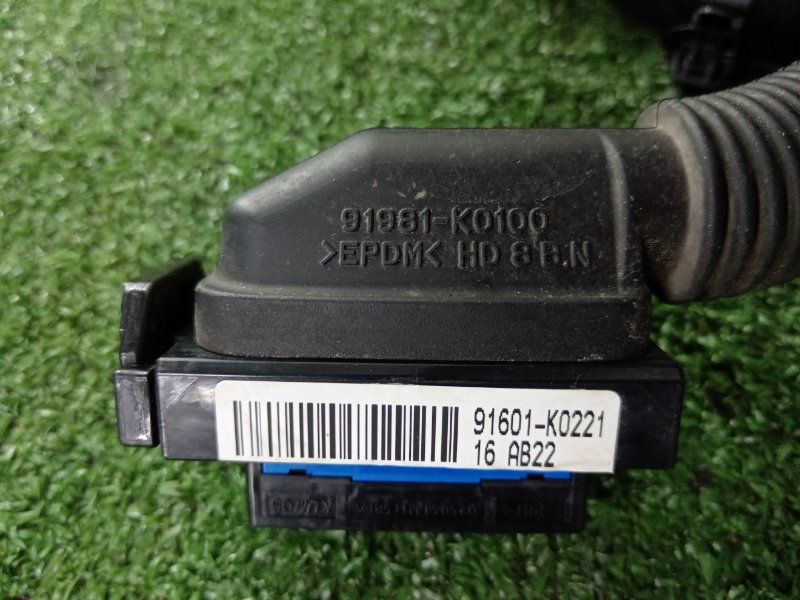 91981-K0100
>EPDM< HD 8'B.N
91601-K0221
16 AB22